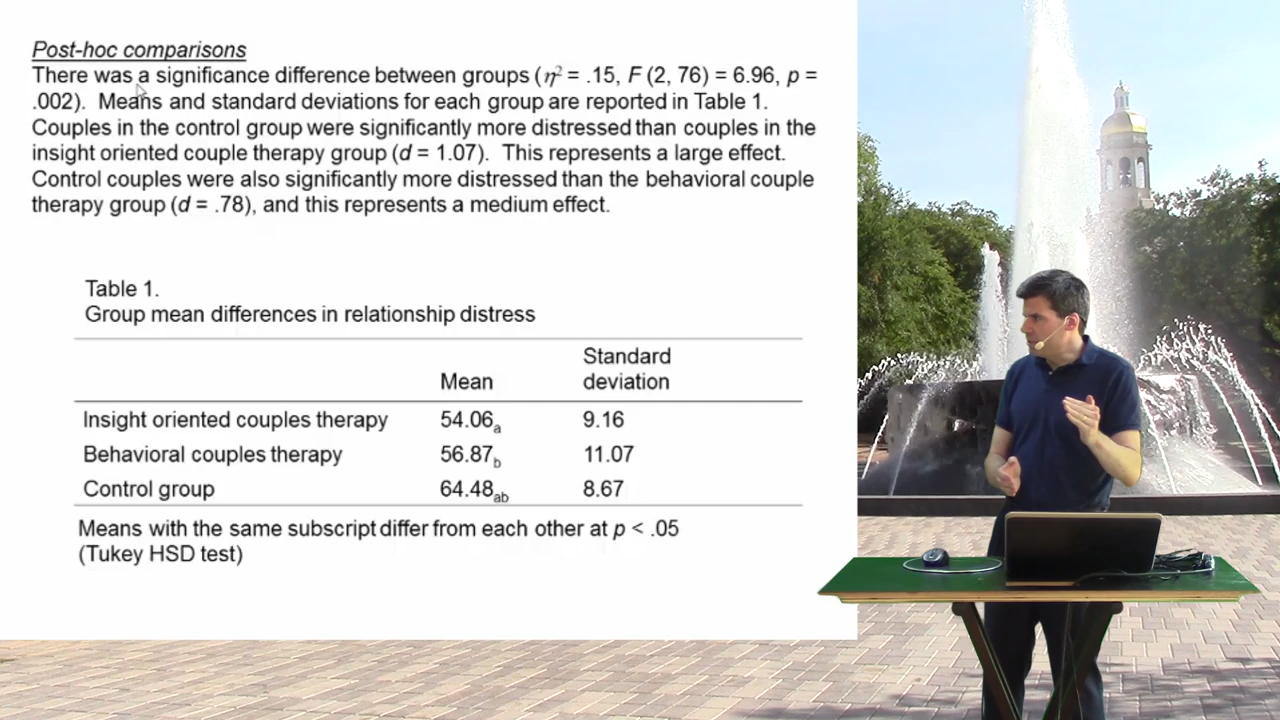 Post-hoc comparisons
There was a significance difference between groups (η² = .15, F (2, 76) = 6.96, p =
.002). Means and standard deviations for each group are reported in Table 1.
Couples in the control group were significantly more distressed than couples in the
insight oriented couple therapy group (d = 1.07). This represents a large effect.
Control couples were also significantly more distressed than the behavioral couple
therapy group (d = .78), and this represents a medium effect.
Table 1.
Group mean differences in relationship distress
Mean Standard deviation
Insight oriented couples therapy 54.06a 9.16
Behavioral couples therapy 56.87b 11.07
Control group 64.48ab 8.67
Means with the same subscript differ from each other at p < .05
(Tukey HSD test)